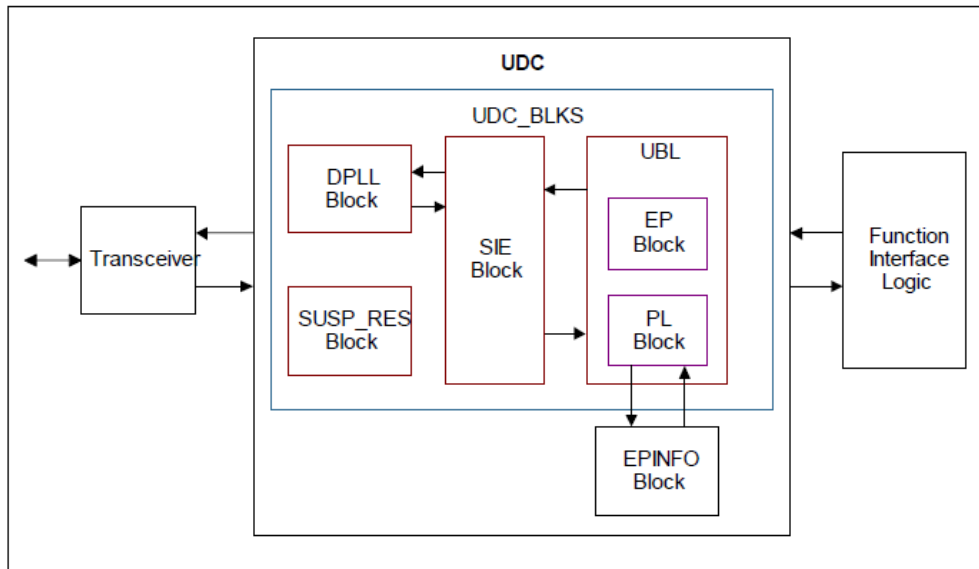 UDC
UDC_BLKS
DPLL
Block
SUSP_RES
Block
SIE
Block
UBL
EP
Block
PL
Block
EPINFO
Block
Transceiver
Function
Interface
Logic